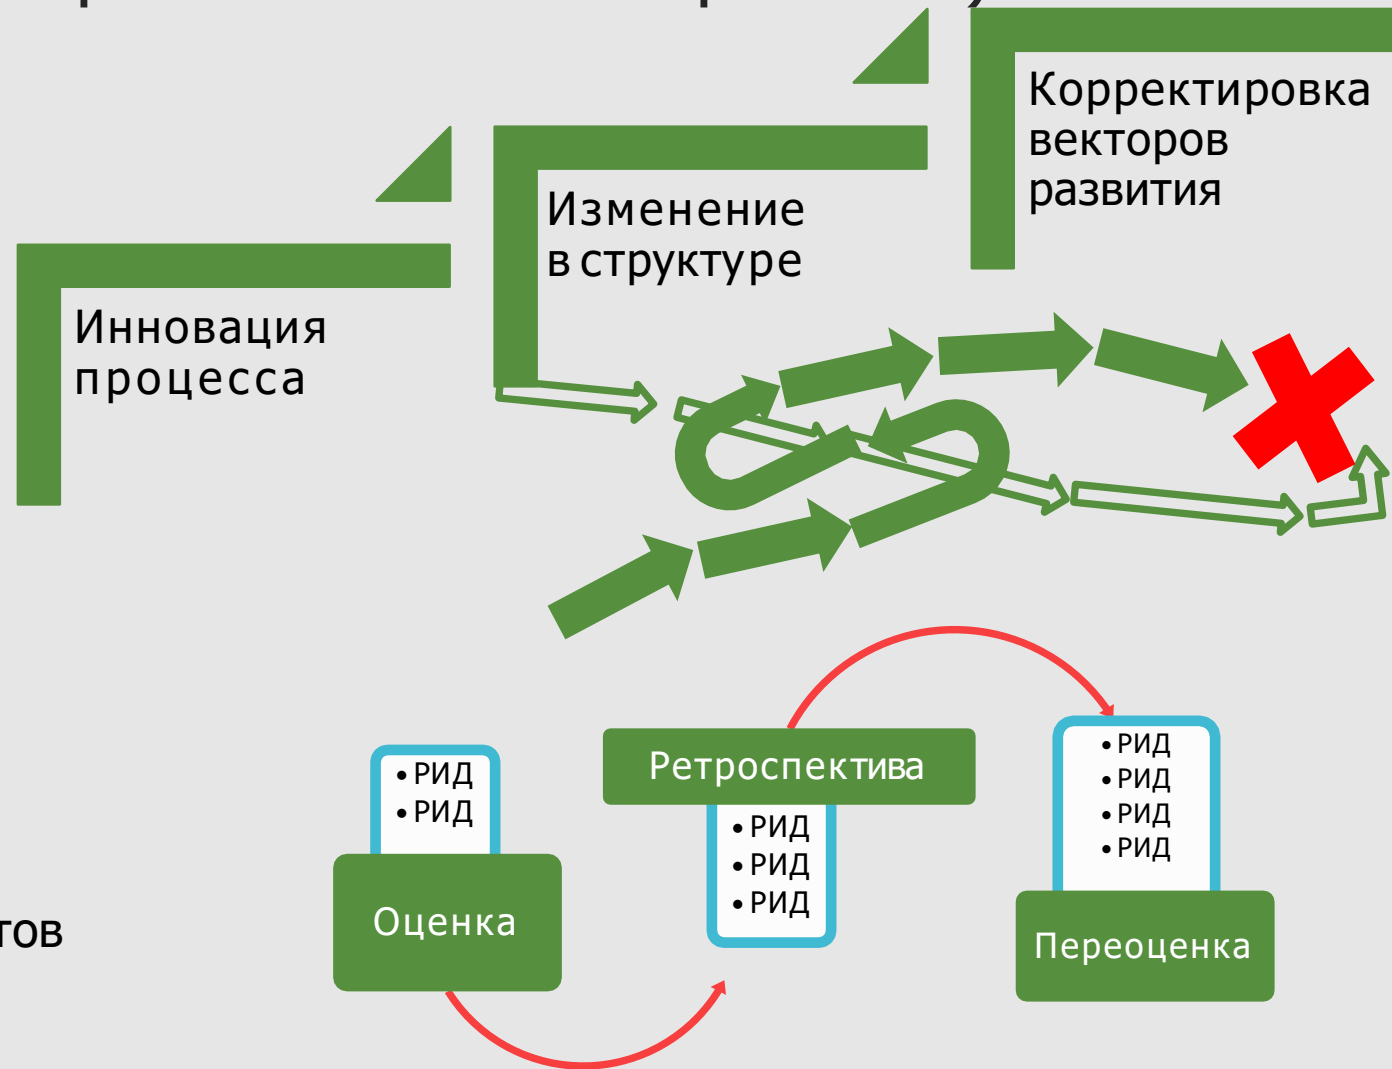 Корректировка
векторов
развития
Изменение
в структуре
Инновация
процесса
• РИД
• РИД
Оценка
Ретроспектива
• РИД
• РИД
• РИД
• РИД
• РИД
• РИД
• РИД
Переоценка
тов